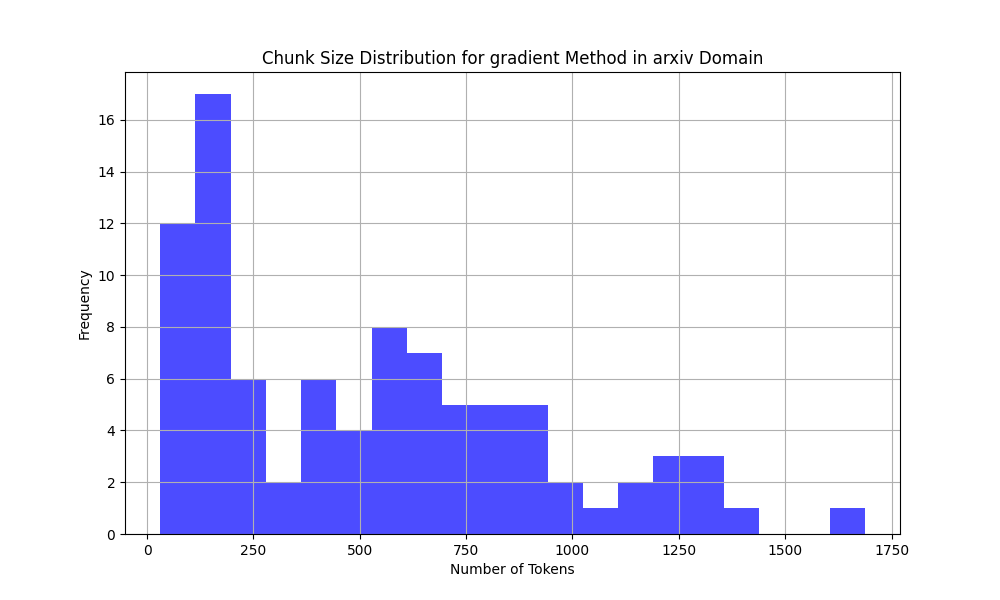 Chunk Size Distribution for gradient Method in arxiv Domain
16
14
12
10
8
6
4
2
0
Frequency
0 250 500 750 1000 1250 1500 1750
Number of Tokens